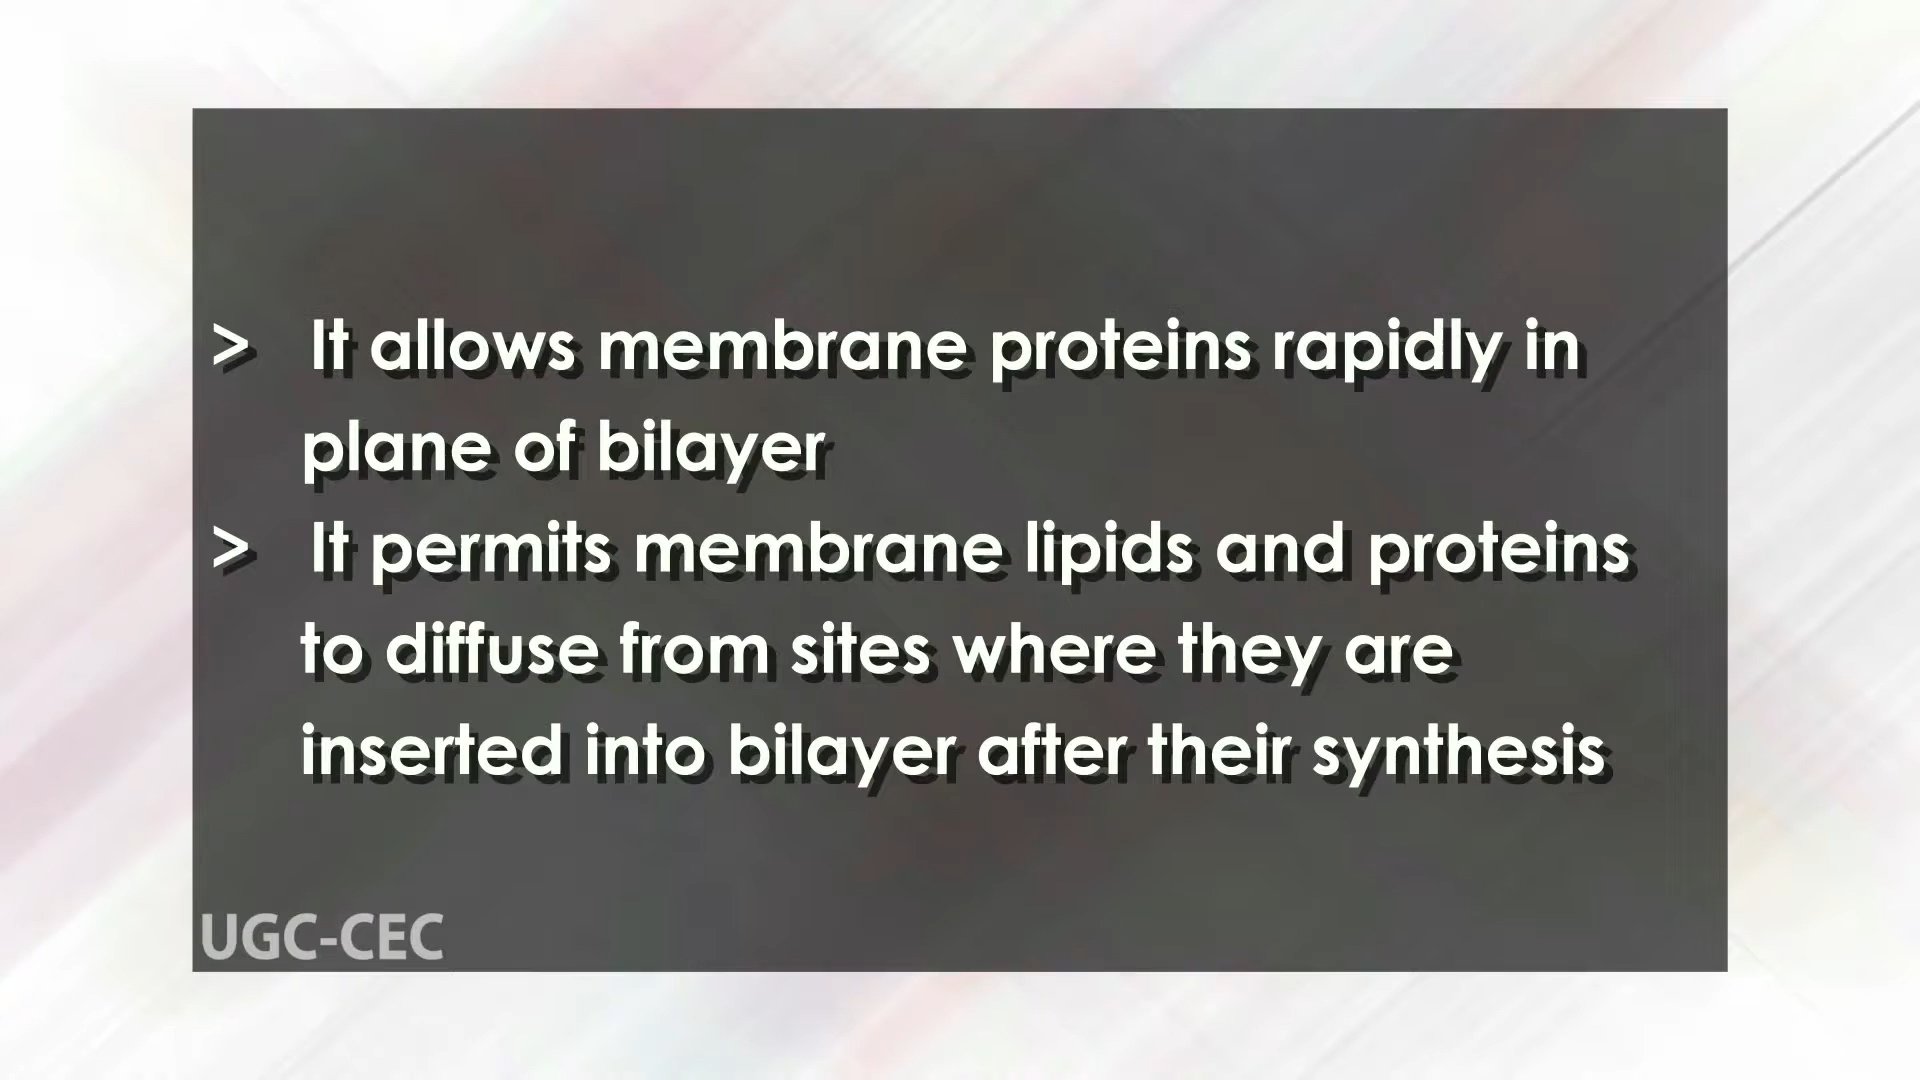 > It allows membrane proteins rapidly in
plane of bilayer
> It permits membrane lipids and proteins
to diffuse from sites where they are
inserted into bilayer after their synthesis
UGC-CEC